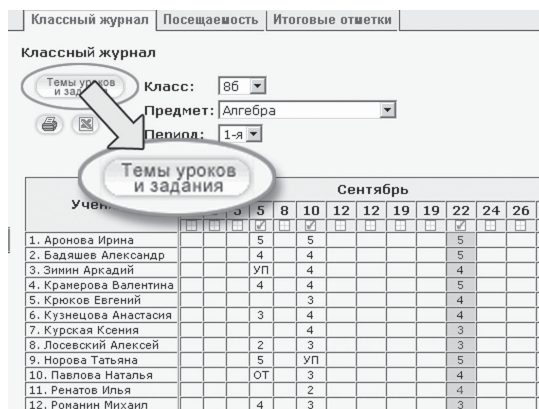 Классный журнал Посещаемость Итоговые отметки
Классный журнал
Темы уроков
и задания
Класс: 8б
Предмет: Алгебра
Период: 1-я
Темы уроков
и задания
Сентябрь
5 5 8 10 12 12 19 19 22 24 26
1. Аронова Ирина 5 5 5
2. Бадяшев Александр 4 4 5
3. Зимин Аркадий УП 4 4
4. Крамерова Валентина 4 4 5
5. Крюков Евгений 3 4
6. Кузнецова Анастасия 3 4 4
7. Курская Ксения 4 3
8. Лосевский Алексей 2 3 3
9. Норова Татьяна 5 УП 5
10. Павлова Наталья ОТ 3 4
11. Ренатов Илья 2 4
12. Романин Михаил 4 3 3